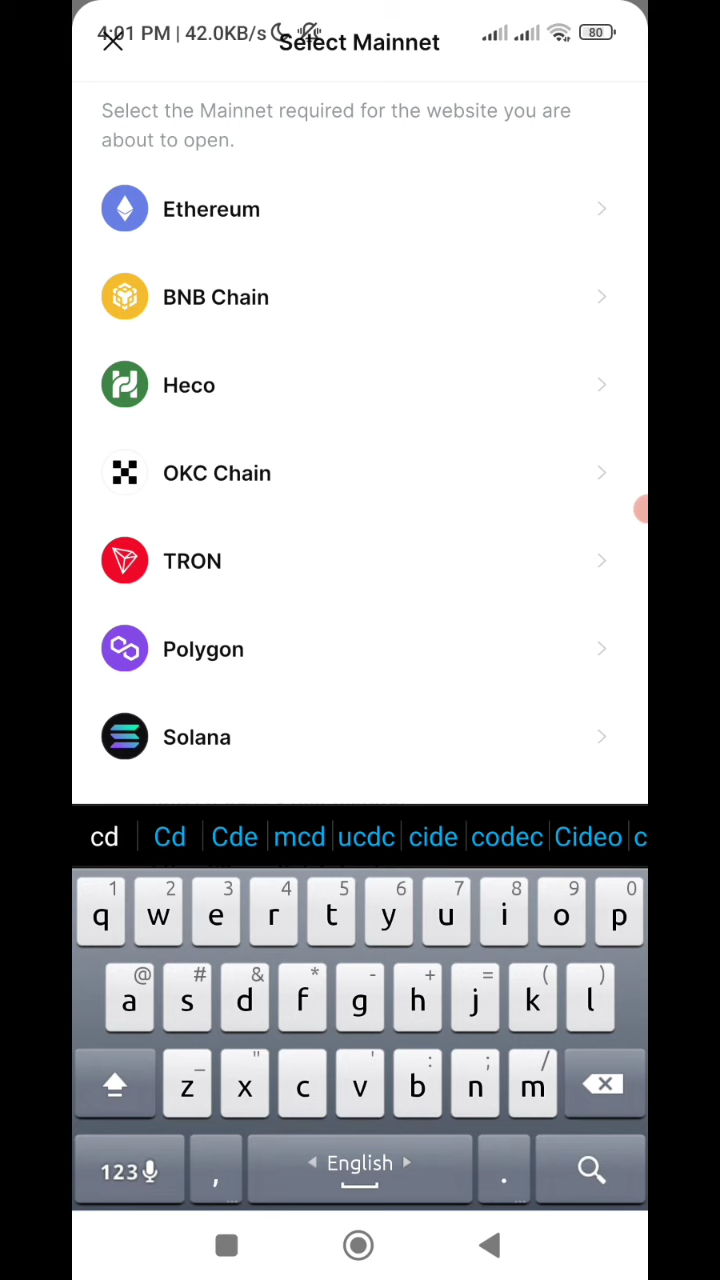 4:01 PM | 42.0KB/s
80
Select Mainnet
Select the Mainnet required for the website you are
about to open.
Ethereum
BNB Chain
Heco
OKC Chain
TRON
Polygon
Solana
cd Cd Cde mcd ucdc cide codec Cideo c
1 2 3 4 5 6 7 8 9 0
q w e r t y u i o p
@ # & * - + = ( )
a s d f g h j k l
_ " ' : ; /
z x c v b n m
123 , English .